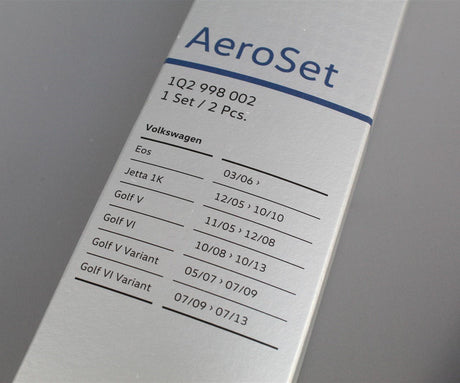 AeroSet
1Q2 998 002
1 Set / 2 Pcs.
Volkswagen
Eos 03/06 ›
Jetta 1K 12/05 › 10/10
Golf V 11/05 › 12/08
Golf VI 10/08 › 10/13
Golf V Variant 05/07 › 07/09
Golf VI Variant 07/09 › 07/13